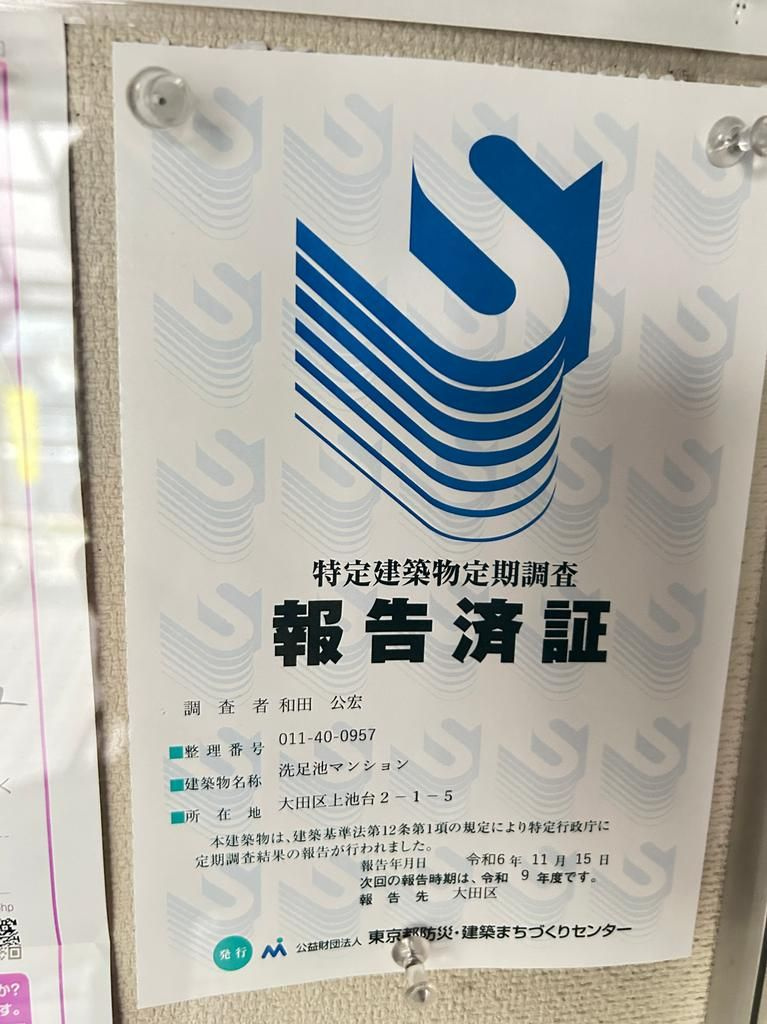 特定建築物定期調査
報告済証
調査者 和田 公宏
■整理番号 011-40-0957
■建築物名称 洗足池マンション
■所在地 大田区上池台2-1-5
本建築物は、建築基準法第12条第1項の規定により特定行政庁に
定期調査結果の報告が行われました。
報告年月日 令和6年 11月 15日
次回の報告時期は、令和 9 年度です。
報告先 大田区
発行 公益財団法人 東京都防災・建築まちづくりセンター
か?
す。